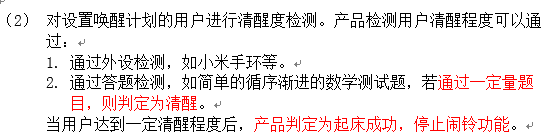 （2） 对设置唤醒计划的用户进行清醒度检测。产品检测用户清醒程度可以通
过：
1. 通过外设检测，如小米手环等。
2. 通过答题检测，如简单的循序渐进的数学测试题，若通过一定量题
目，则判定为清醒。
当用户达到一定清醒程度后，产品判定为起床成功，停止闹铃功能。